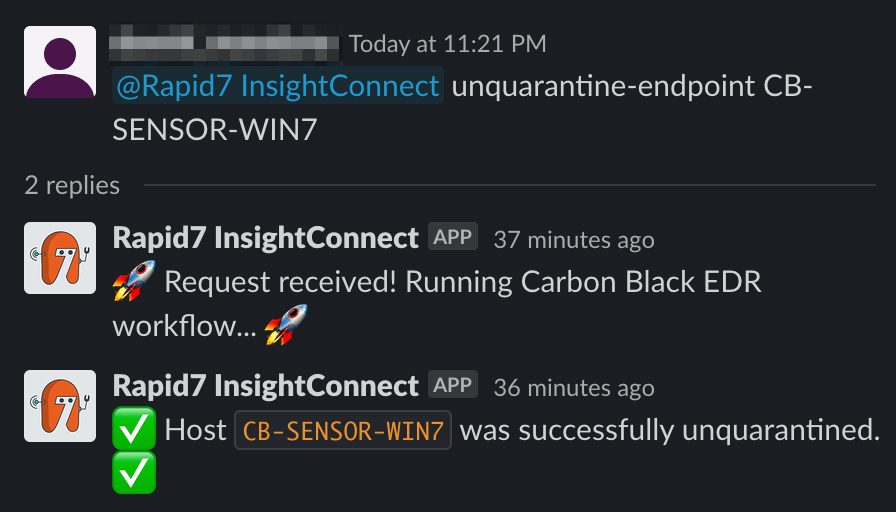 Today at 11:21 PM
@Rapid7 InsightConnect unquarantine-endpoint CB-
SENSOR-WIN7
2 replies
Rapid7 InsightConnect APP 37 minutes ago
🚀 Request received! Running Carbon Black EDR
workflow... 🚀
Rapid7 InsightConnect APP 36 minutes ago
✅ Host CB-SENSOR-WIN7 was successfully unquarantined.
✅